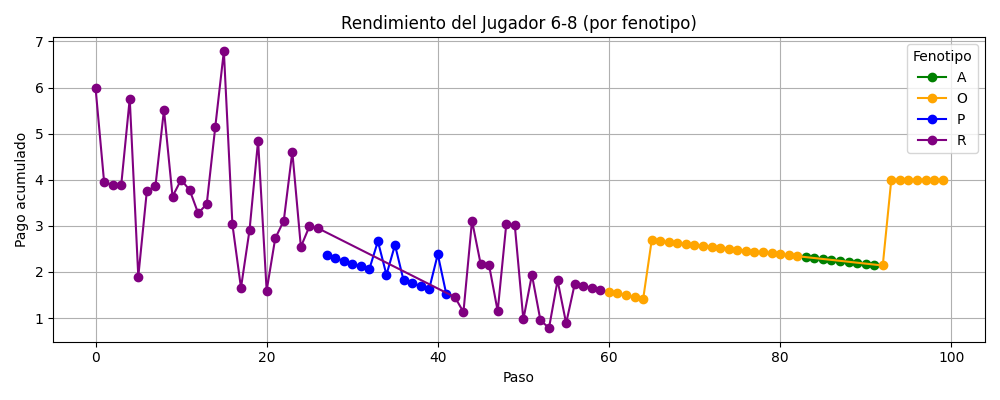 Rendimiento del Jugador 6-8 (por fenotipo)
Pago acumulado
7
6
5
4
3
2
1
Fenotipo
A
O
P
R
0 20 40 60 80 100
Paso